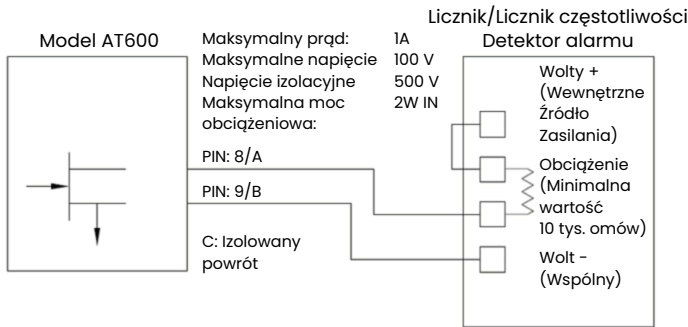 Licznik/Licznik częstotliwości
Detektor alarmu
Model AT600
Maksymalny prąd: 1A
Maksymalne napięcie 100 V
Napięcie izolacyjne 500 V
Maksymalna moc 2W IN
obciążeniowa:
PIN: 8/A
PIN: 9/B
C: Izolowany
powrót
Wolty +
(Wewnętrzne
Źródło
Zasilania)
Obciążenie
(Minimalna
wartość
10 tys. omów)
Wolt -
(Wspólny)